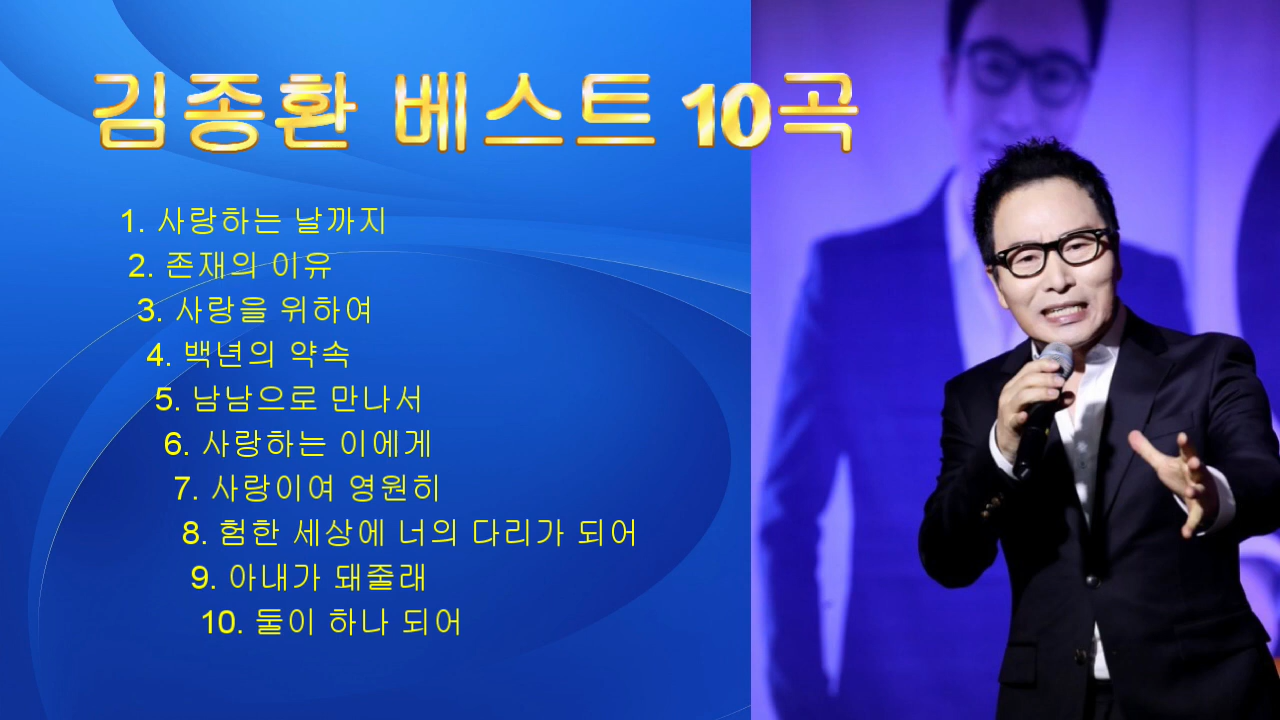 김종환 베스트 10곡
1. 사랑하는 날까지
2. 존재의 이유
3. 사랑을 위하여
4. 백년의 약속
5. 남남으로 만나서
6. 사랑하는 이에게
7. 사랑이여 영원히
8. 험한 세상에 너의 다리가 되어
9. 아내가 돼줄래
10. 둘이 하나 되어